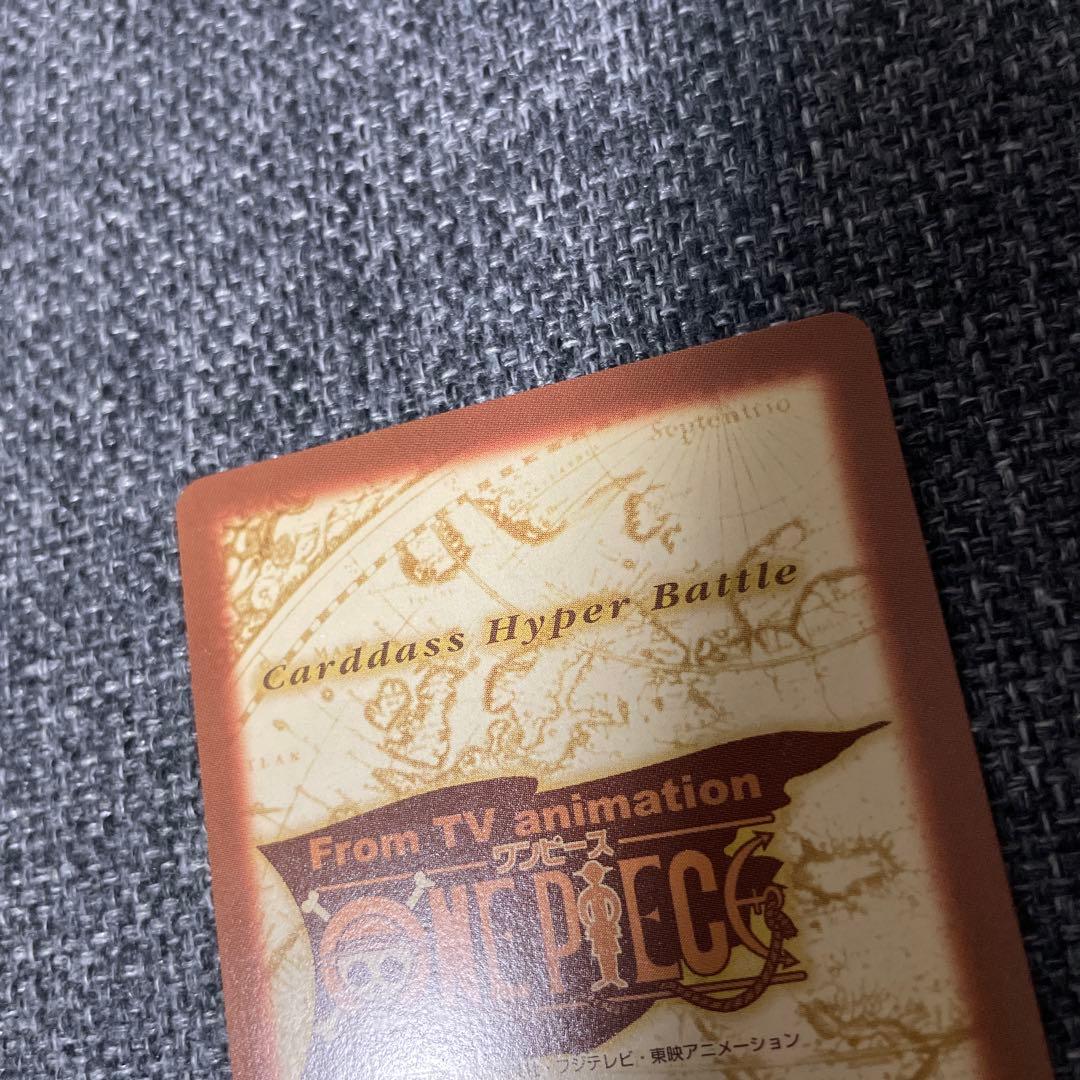 Septentrio
Carddass Hyper Battle
TLAN
From TV animation
ワンピース
ONE PIECE
フジテレビ・東映アニメーション